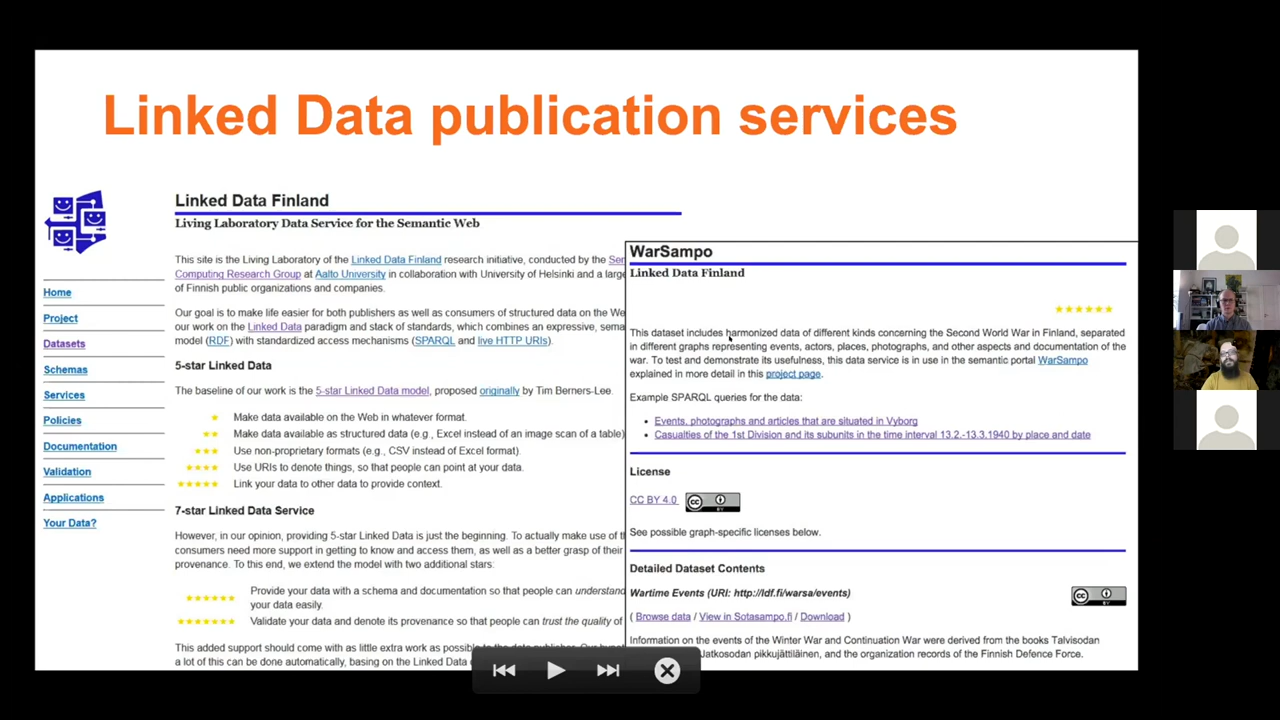 Linked Data publication services
Linked Data Finland
Living Laboratory Data Service for the Semantic Web
Home
Project
Datasets
Schemas
Services
Policies
Documentation
Validation
Applications
Your Data?
This site is the Living Laboratory of the Linked Data Finland research initiative, conducted by the
Computing Research Group at Aalto University in collaboration with University of Helsinki and a large
of Finnish public organizations and companies.
Our goal is to make life easier for both publishers as well as consumers of structured data on the
our work on the Linked Data paradigm and stack of standards, which combines an expressive,
model (RDF) with standardized access mechanisms (SPARQL and live HTTP URIs).
5-star Linked Data
The baseline of our work is the 5-star Linked Data model, proposed originally by Tim Berners-Lee.
Make data available on the Web in whatever format.
Make data available as structured data (e.g., Excel instead of an image scan of a table)
Use non-proprietary formats (e.g., CSV instead of Excel format).
Use URIs to denote things, so that people can point at your data.
Link your data to other data to provide context.
7-star Linked Data Service
However, in our opinion, providing 5-star Linked Data is just the beginning. To actually make use of
consumers need more support in getting to know and access them, as well as a better grasp of their
provenance. To this end, we extend the model with two additional stars:
Provide your data with a schema and documentation so that people can understand
your data easily.
Validate your data and denote its provenance so that people can trust the quality of
This added support should come with as little extra work as
a lot of this can be done automatically, basing on the Linked Data
WarSampo
Linked Data Finland
This dataset includes harmonized data of different kinds concerning the Second World War in Finland, separated
in different graphs representing events, actors, places, photographs, and other aspects and documentation of the
war. To test and demonstrate its usefulness, this data service is in use in the semantic portal WarSampo
explained in more detail in this project page.
Example SPARQL queries for the data:
Events, photographs and articles that are situated in Vyborg
Casualties of the 1st Division and its subunits in the time interval 13.2.-13.3.1940 by place and date
License
CC BY 4.0 cc BY
See possible graph-specific licenses below.
Detailed Dataset Contents
Wartime Events (URI: http://ldf.fi/warsa/events) cc BY
( Browse data / View in Sotasampo.fi / Download )
Information on the events of the Winter War and Continuation War were derived from the books Talvisodan
Jatkosodan pikkujättiläinen, and the organization records of the Finnish Defence Force.